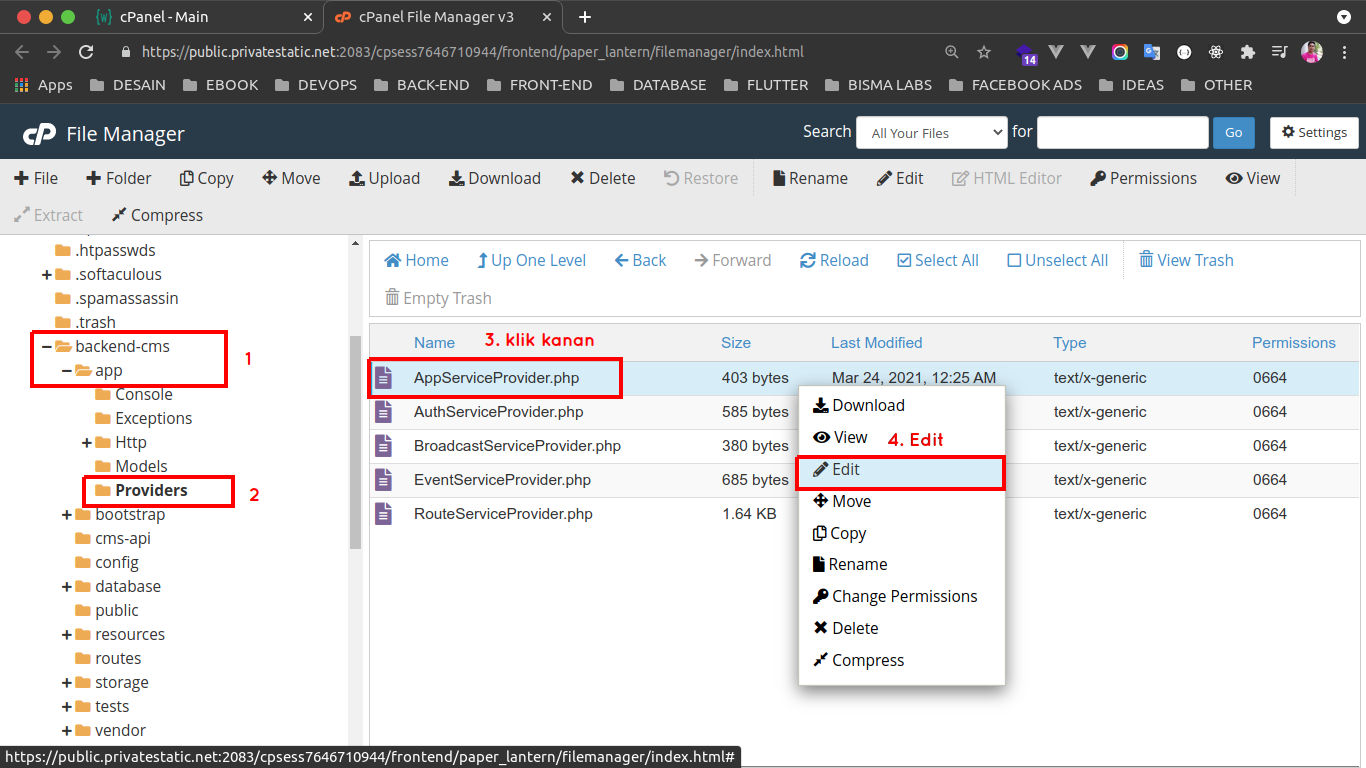 cPanel - Main
cPanel File Manager v3
https://public.privatestatic.net:2083/cpsess7646710944/frontend/paper_lantern/filemanager/index.html
14
Apps DESAIN EBOOK DEVOPS BACK-END FRONT-END DATABASE FLUTTER BISMA LABS FACEBOOK ADS IDEAS OTHER
cP File Manager
Search All Your Files for Go Settings
File Folder Copy Move Upload Download Delete Restore Rename Edit HTML Editor Permissions View
Extract Compress
.htpasswds
.softaculous
.spamassassin
.trash
backend-cms
1
app
Console
Exceptions
Http
Models
Providers
2
bootstrap
cms-api
config
database
public
resources
routes
storage
tests
vendor
Home Up One Level Back Forward Reload Select All Unselect All View Trash
Empty Trash
Name Size Last Modified Type Permissions
3. klik kanan
AppServiceProvider.php 403 bytes Mar 24, 2021, 12:25 AM text/x-generic 0664
AuthServiceProvider.php 585 bytes text/x-generic 0664
BroadcastServiceProvider.php 380 bytes text/x-generic 0664
EventServiceProvider.php 685 bytes text/x-generic 0664
RouteServiceProvider.php 1.64 KB text/x-generic 0664
Download
View
4. Edit
Edit
Move
Copy
Rename
Change Permissions
Delete
Compress
https://public.privatestatic.net:2083/cpsess7646710944/frontend/paper_lantern/filemanager/index.html#